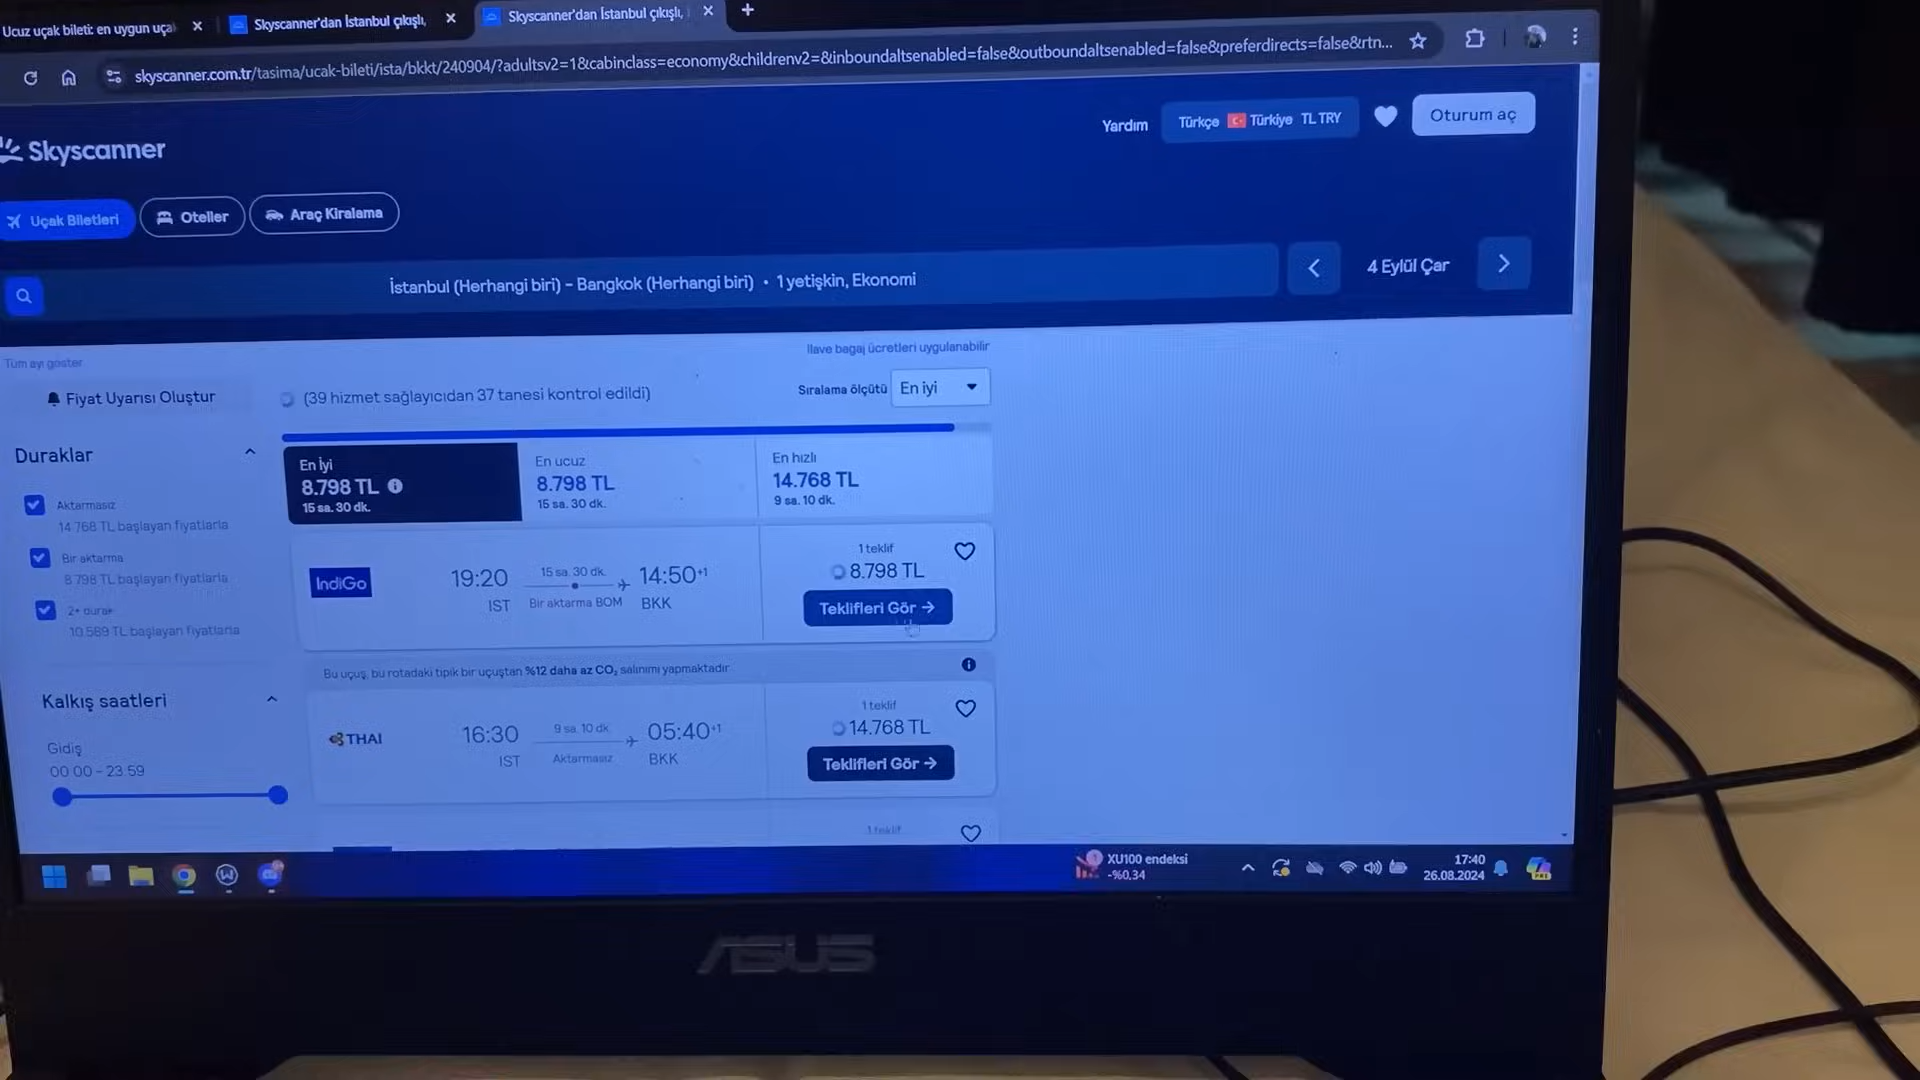 Ucuz uçak bileti: en uygun uçal
Skyscanner'dan İstanbul çıkışlı,
Skyscanner'dan İstanbul çıkışlı,
skyscanner.com.tr/tasima/ucak-bileti/ista/bkkt/240904/?adultsv2=1&cabinclass=economy&childrenv2=&inboundaltsenabled=false&outboundaltsenabled=false&preferdirects=false&rtn...
Skyscanner
Yardım
Türkçe Türkiye TL TRY
Oturum aç
Uçak Biletleri
Oteller
Araç Kiralama
İstanbul (Herhangi biri) - Bangkok (Herhangi biri) • 1 yetişkin, Ekonomi
4 Eylül Çar
Tüm ayı göster
İlave bagaj ücretleri uygulanabilir
Fiyat Uyarısı Oluştur
(39 hizmet sağlayıcıdan 37 tanesi kontrol edildi)
Sıralama ölçütü
En iyi
Duraklar
Aktarmasız
14.768 TL başlayan fiyatlarla
Bir aktarma
8.798 TL başlayan fiyatlarla
2+ durak
10.589 TL başlayan fiyatlarla
En İyi
8.798 TL
15 sa. 30 dk.
En ucuz
8.798 TL
15 sa. 30 dk.
En hızlı
14.768 TL
9 sa. 10 dk.
IndiGo
19:20
IST
15 sa. 30 dk.
Bir aktarma BOM
14:50+1
BKK
1 teklif
8.798 TL
Teklifleri Gör →
Bu uçuş, bu rotadaki tipik bir uçuştan %12 daha az CO₂ salınımı yapmaktadır
Kalkış saatleri
Gidiş
00:00 - 23:59
THAI
16:30
IST
9 sa. 10 dk.
Aktarmasız
05:40+1
BKK
1 teklif
14.768 TL
Teklifleri Gör →
1 teklif
XU100 endeksi
-%0,34
17:40
26.08.2024
ASUS